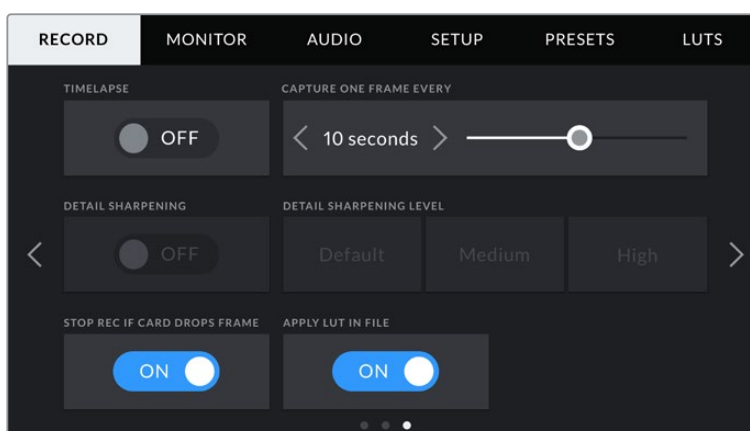 RECORD MONITOR AUDIO SETUP PRESETS LUTS
TIMELAPSE CAPTURE ONE FRAME EVERY
OFF 10 seconds
DETAIL SHARPENING DETAIL SHARPENING LEVEL
OFF Default Medium High
STOP REC IF CARD DROPS FRAME APPLY LUT IN FILE
ON ON